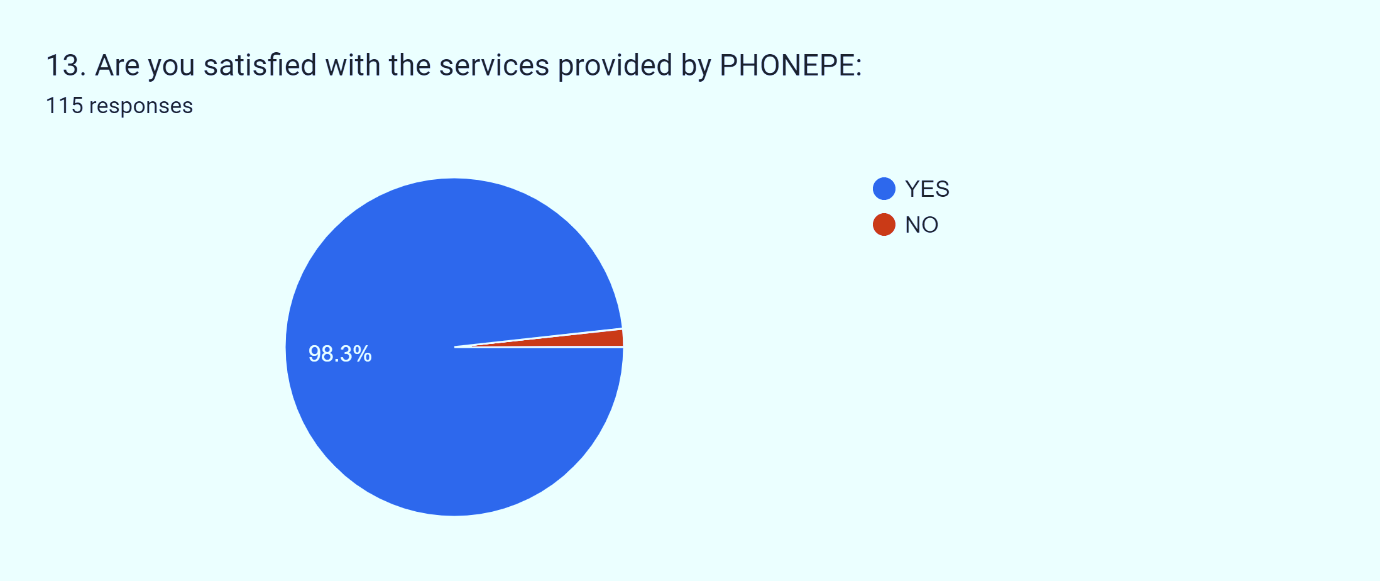 13. Are you satisfied with the services provided by PHONEPE:
115 responses
YES
NO
98.3%